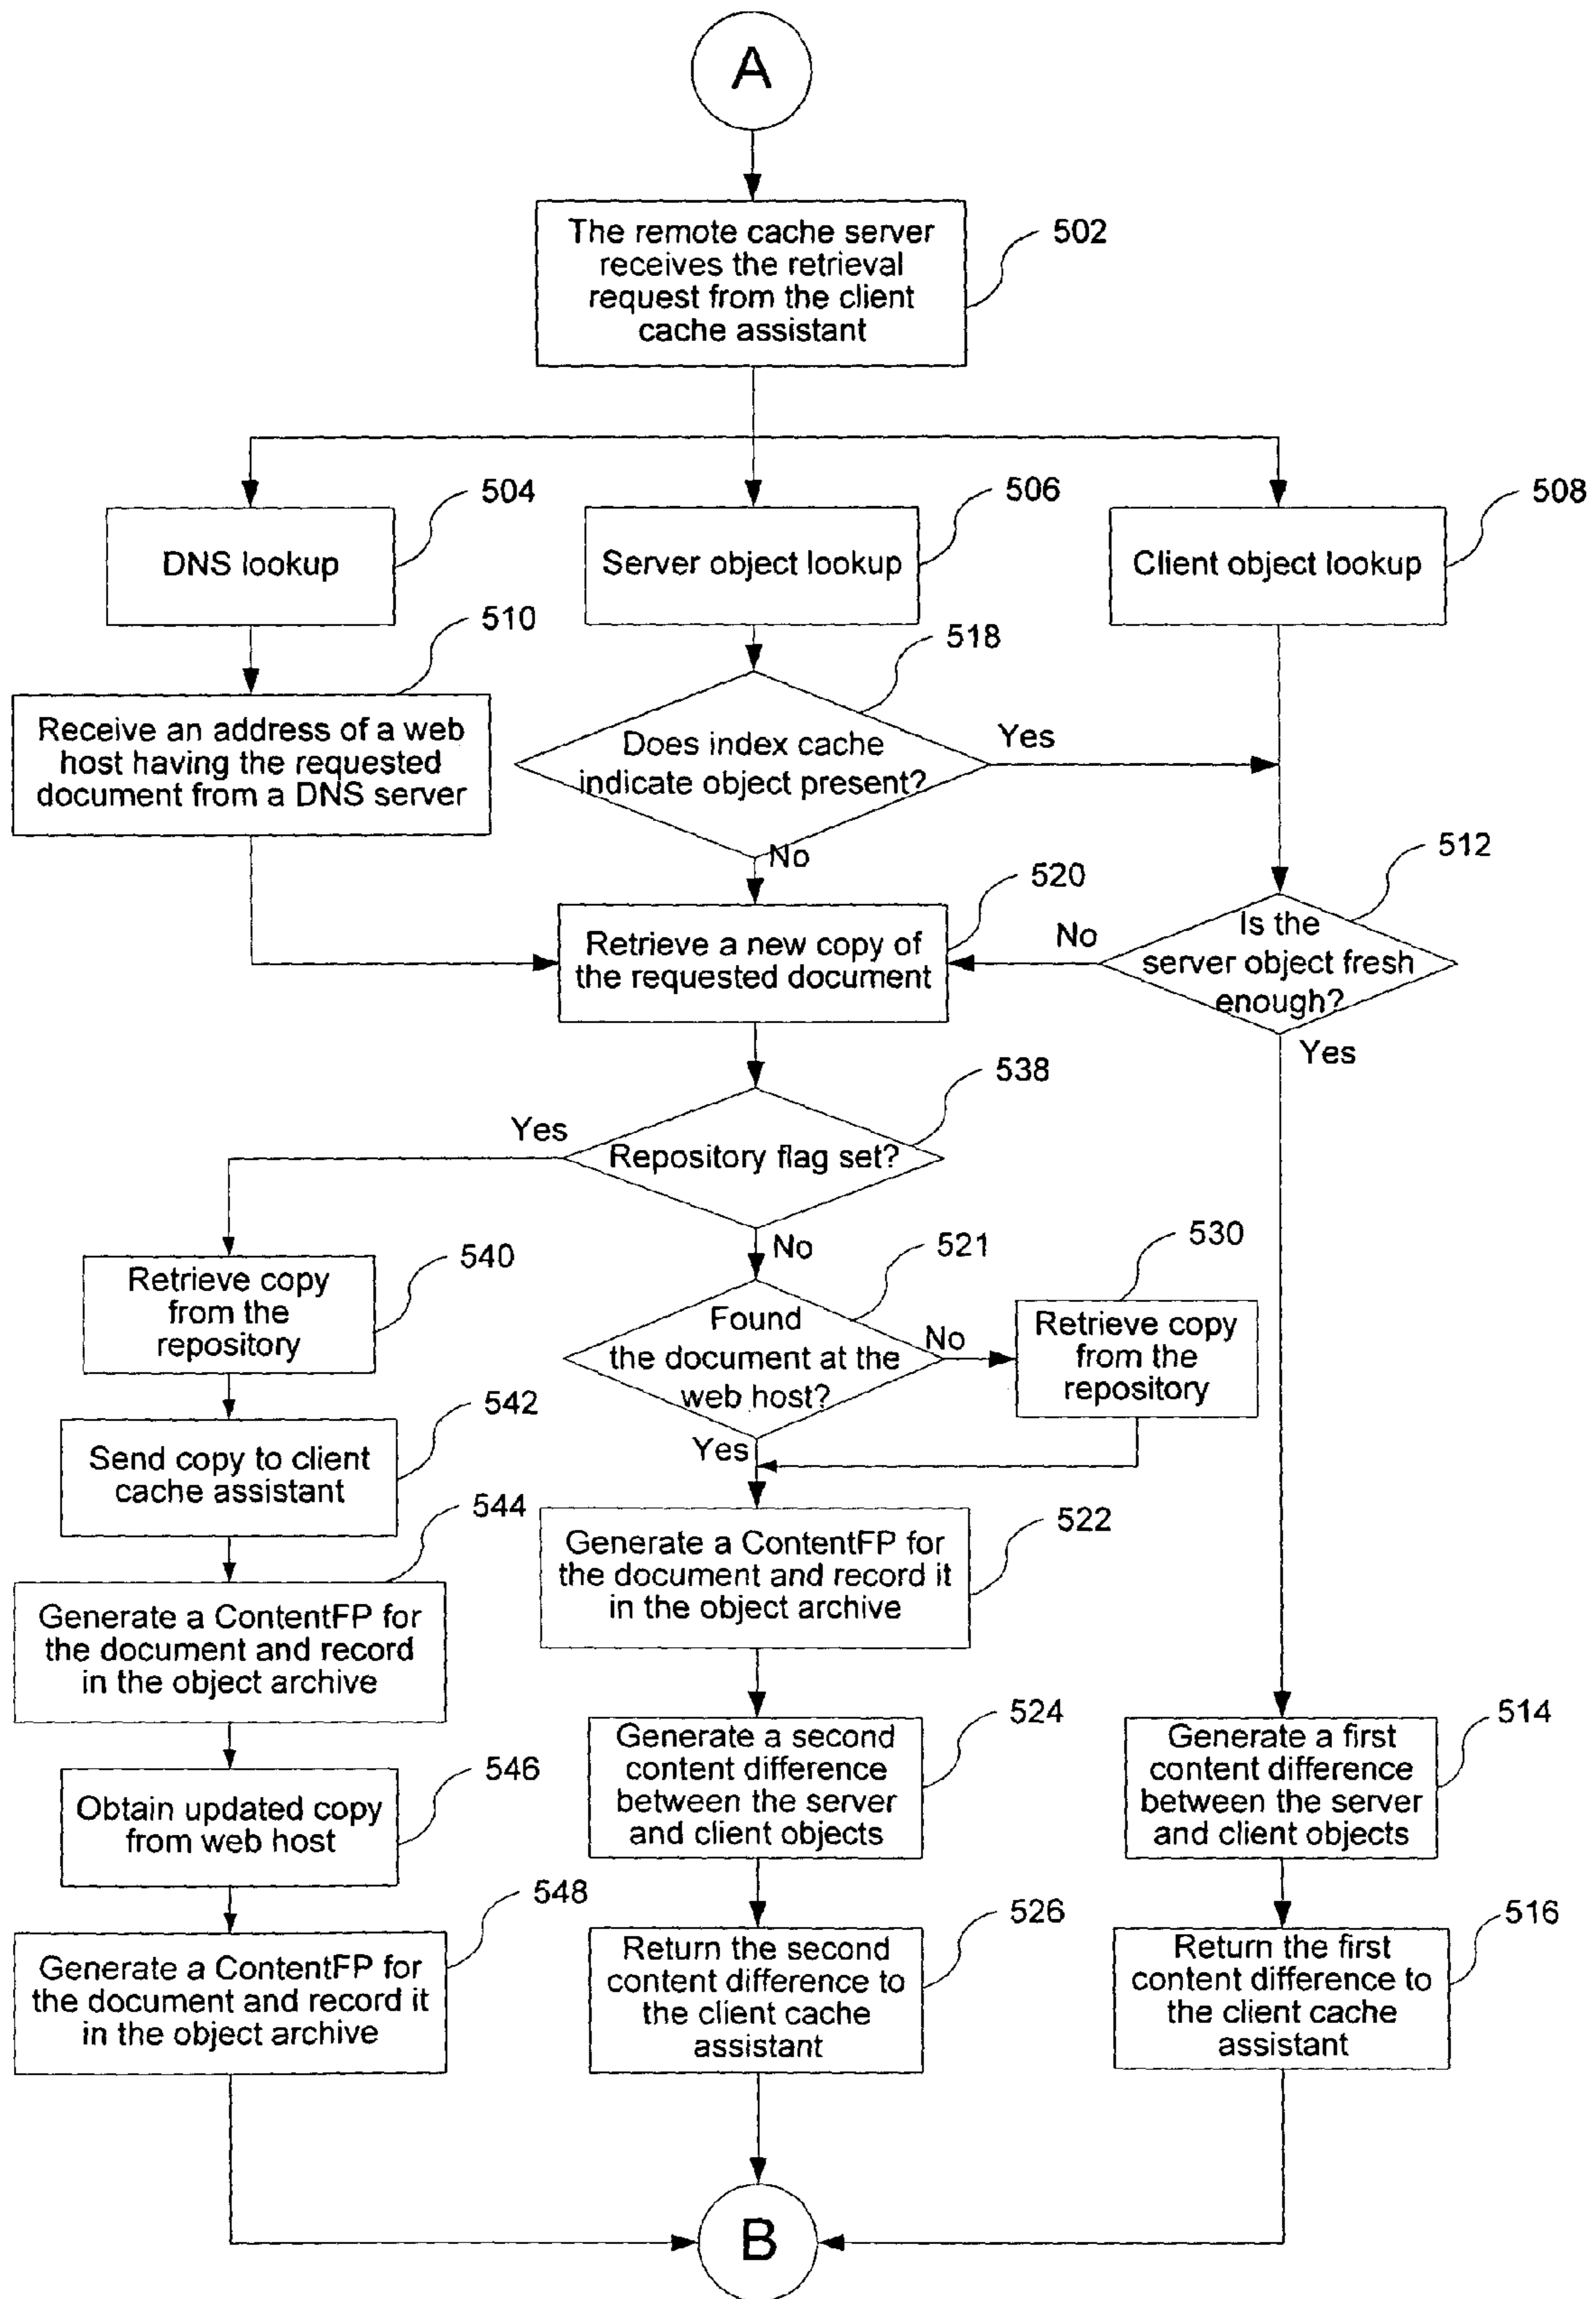 A
The remote cache server
receives the retrieval
request from the client
cache assistant
502
504
506
508
DNS lookup
Server object lookup
Client object lookup
510
518
Receive an address of a web
host having the requested
document from a DNS server
Does index cache
indicate object present?
Yes
No
512
520
Retrieve a new copy of
the requested document
No
Is the
server object fresh
enough?
Yes
538
Yes
Repository flag set?
No
530
521
540
Retrieve copy
from the
repository
Found
the document at the
web host?
No
Retrieve copy
from the
repository
Yes
542
Send copy to client
cache assistant
544
522
Generate a ContentFP for
the document and record it
in the object archive
Generate a ContentFP for
the document and record
in the object archive
524
514
Generate a second
content difference
between the server
and client objects
Generate a first
content difference
between the server
and client objects
546
Obtain updated copy
from web host
548
526
516
Generate a ContentFP for
the document and record it
in the object archive
Return the second
content difference to
the client cache
assistant
Return the first
content difference to
the client cache
assistant
B